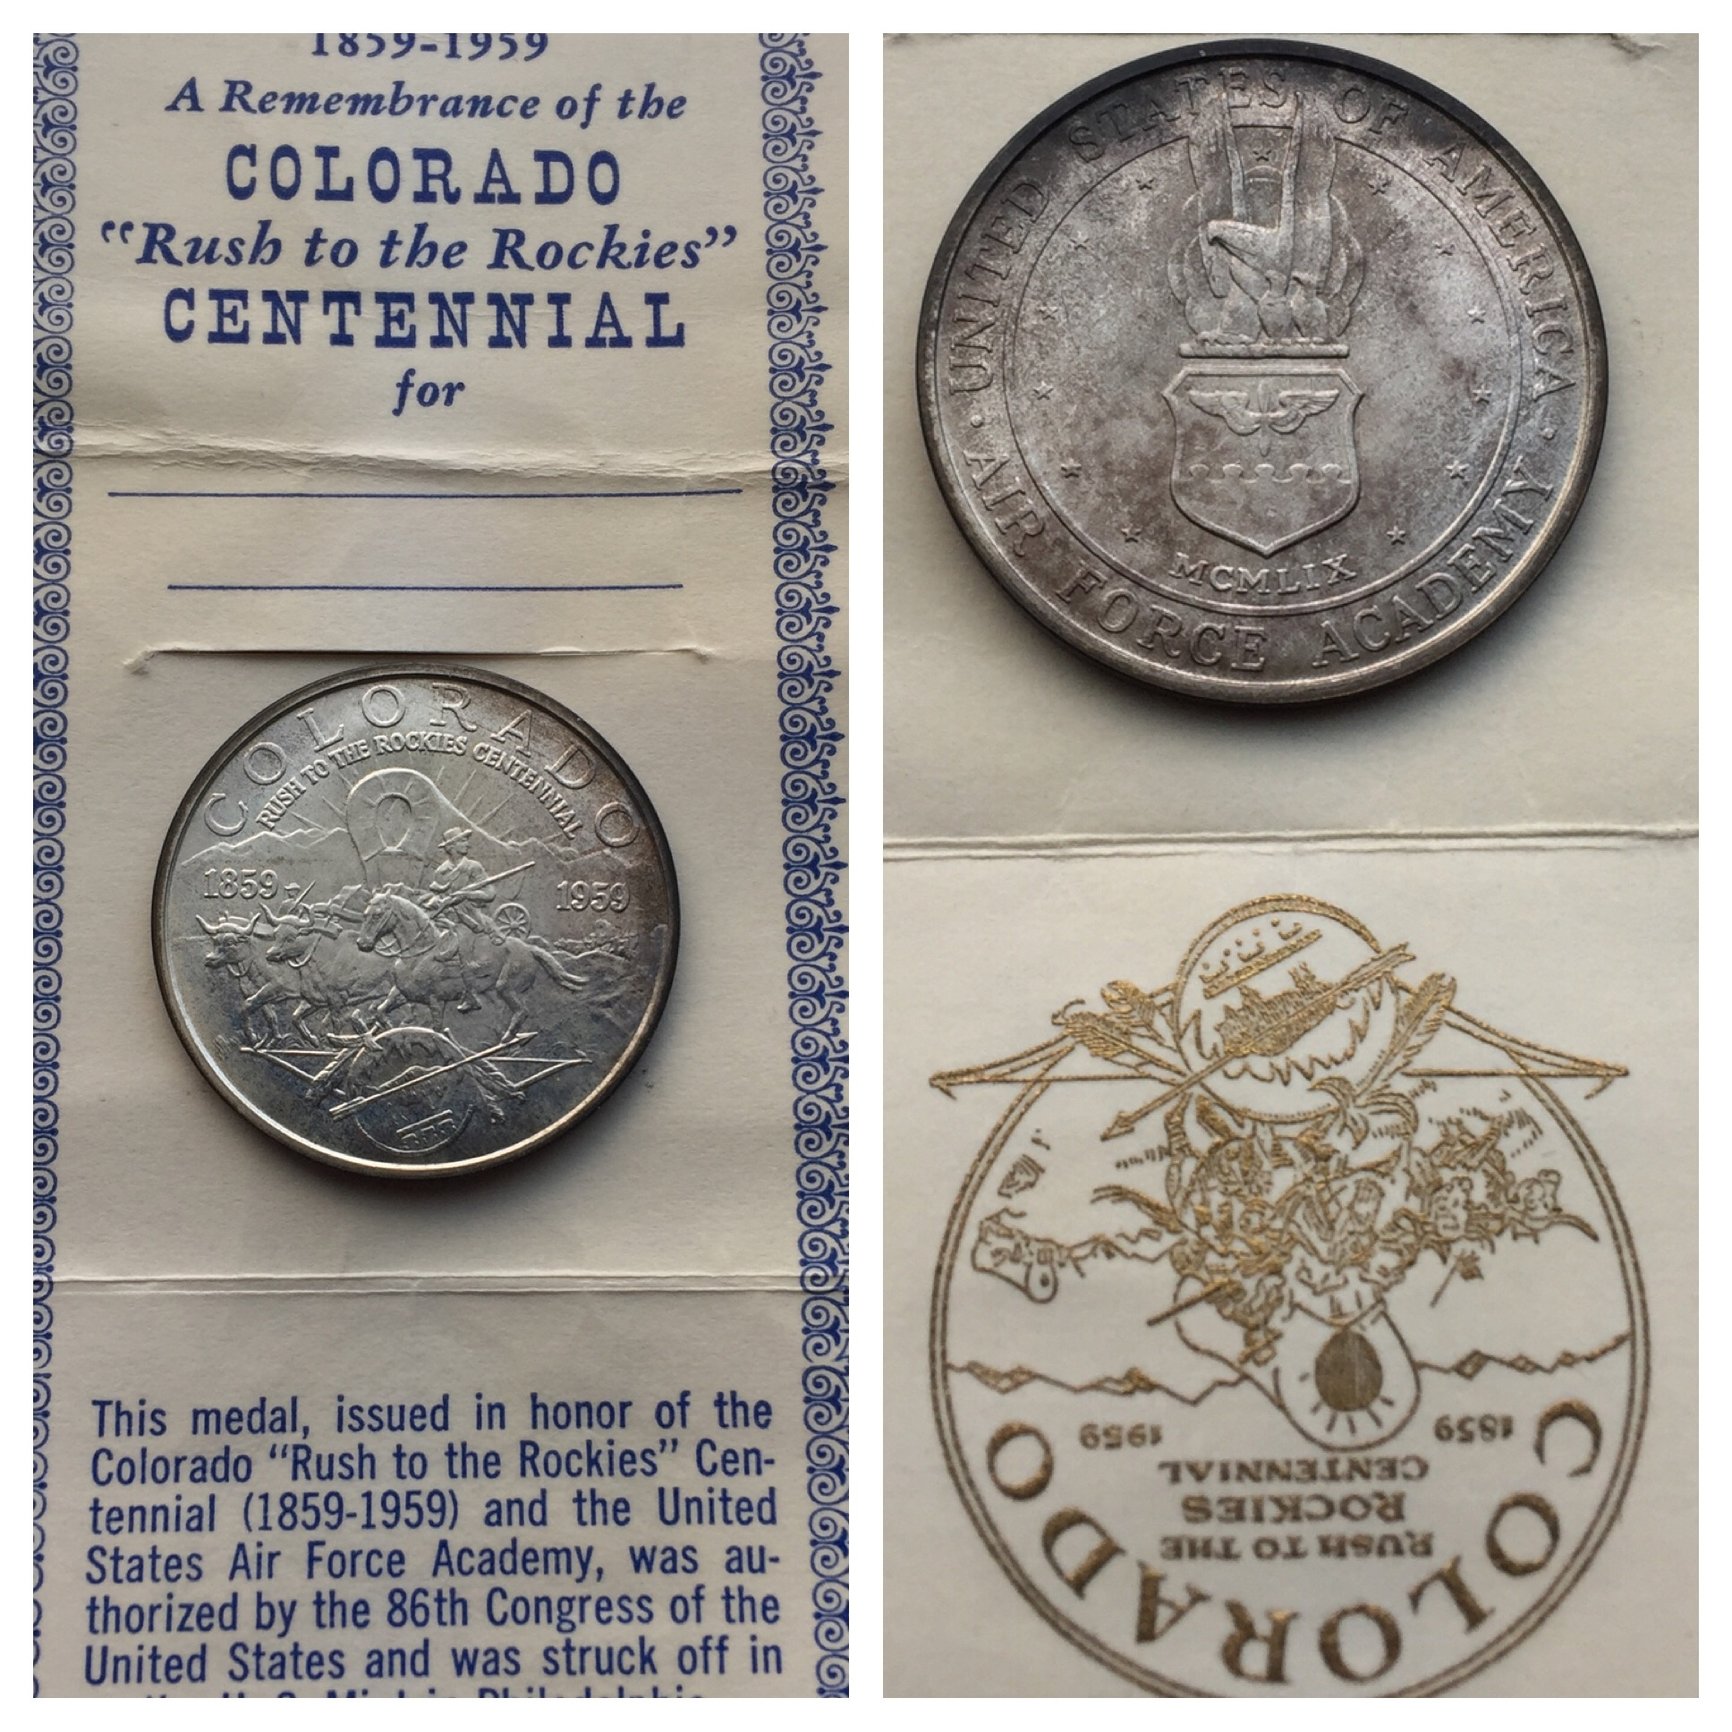 1859-1959
A Remembrance of the
COLORADO
“Rush to the Rockies”
CENTENNIAL
for
COLORADO
RUSH TO THE ROCKIES CENTENNIAL
1859
1959
This medal, issued in honor of the
Colorado “Rush to the Rockies” Cen-
tennial (1859-1959) and the United
States Air Force Academy, was au-
thorized by the 86th Congress of the
United States and was struck off in
UNITED STATES OF AMERICA
MCMLIX
· AIR FORCE ACADEMY ·
COLORADO
RUSH TO THE
ROCKIES
CENTENNIAL
1859
1959